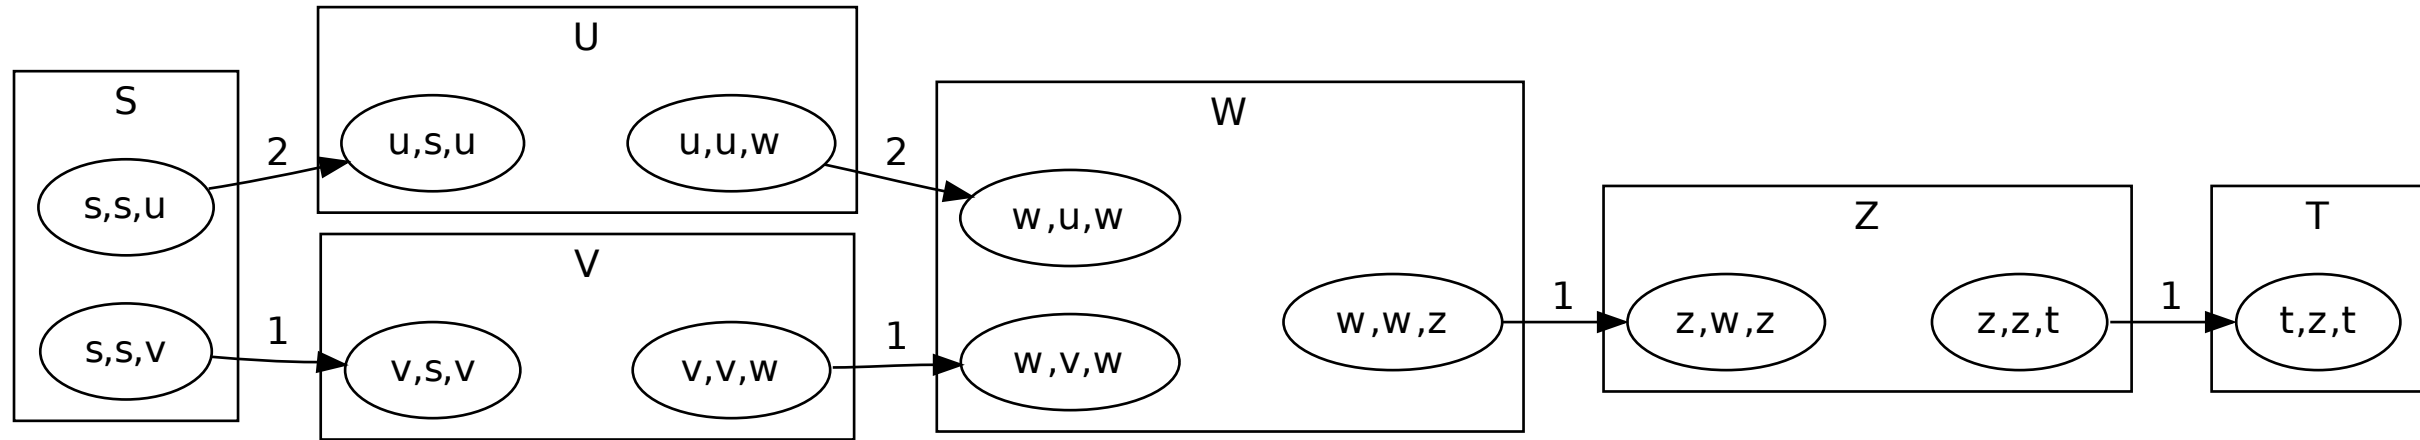 S
s,s,u
s,s,v
2
1
U
u,s,u
u,u,w
V
v,s,v
v,v,w
2
1
W
w,u,w
w,v,w
w,w,z
1
Z
z,w,z
z,z,t
1
T
t,z,t